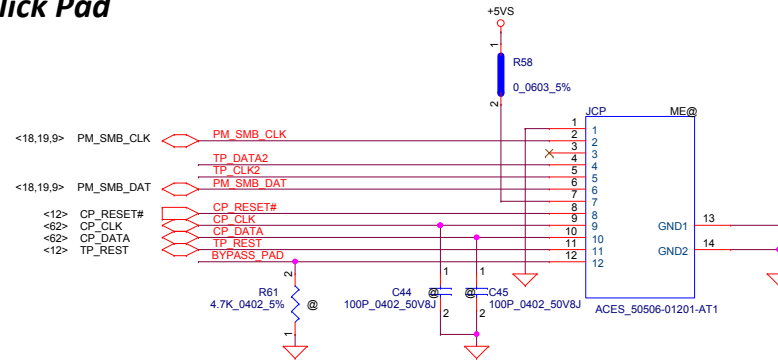 lick Pad
+5VS
1
R58
0_0603_5%
2
JCP
ME@
<18,19,9> PM_SMB_CLK
PM_SMB_CLK
TP_DATA2
TP_CLK2
<18,19,9> PM_SMB_DAT
PM_SMB_DAT
<12> CP_RESET#
CP_RESET#
<62> CP_CLK
CP_CLK
<62> CP_DATA
CP_DATA
<12> TP_REST
TP_REST
BYPASS_PAD
1 1
2 2
3 3
4 4
5 5
6 6
7 7
8 8
9 9
10 10
11 11
12 12
GND1 13
GND2 14
ACES_50506-01201-AT1
2
R61
4.7K_0402_5%
@
1
1
C44
@
100P_0402_50V8J
2
1
@
C45
100P_0402_50V8J
2